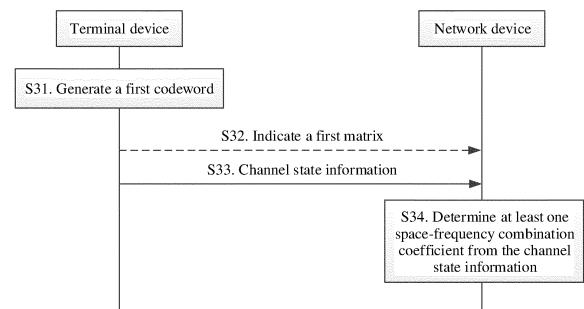 Terminal device
Network device
S31. Generate a first codeword
S32. Indicate a first matrix
S33. Channel state information
S34. Determine at least one
space-frequency combination
coefficient from the channel
state information